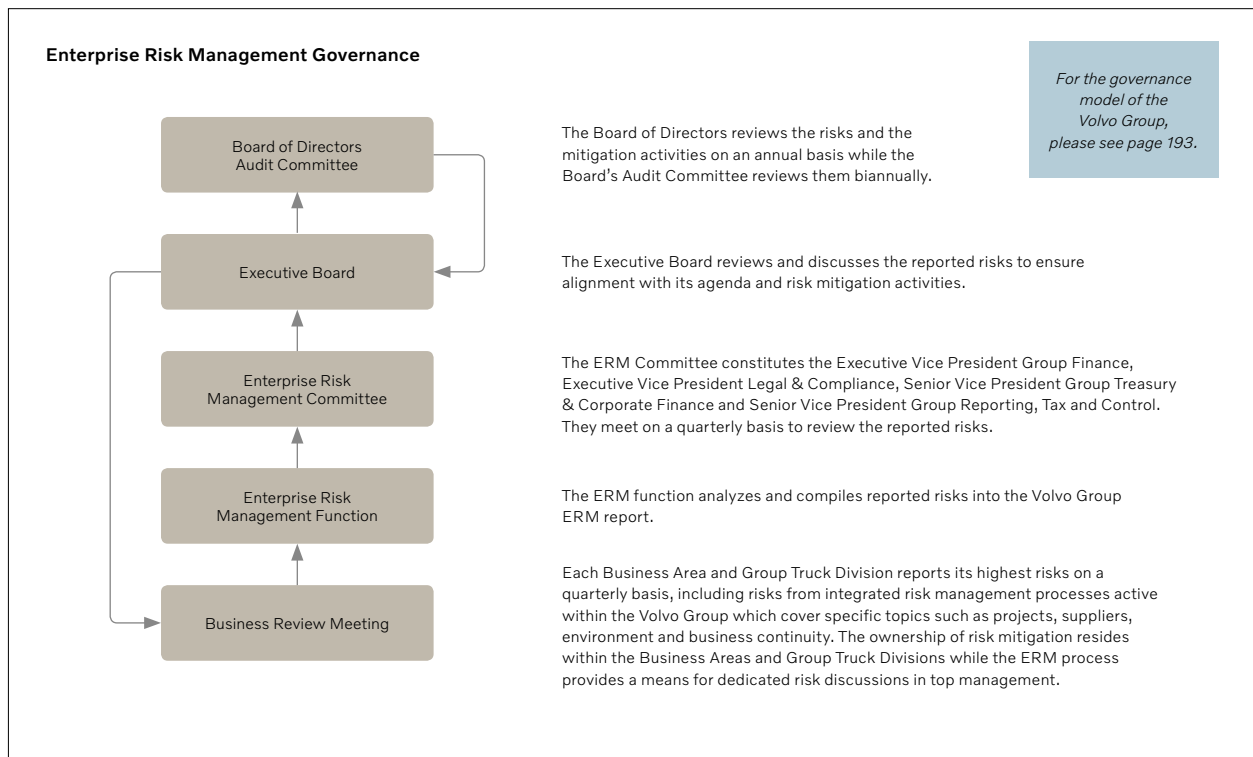 Enterprise Risk Management Governance
For the governance
model of the
Volvo Group,
please see page 193.
Board of Directors
Audit Committee
The Board of Directors reviews the risks and the
mitigation activities on an annual basis while the
Board’s Audit Committee reviews them biannually.
Executive Board
The Executive Board reviews and discusses the reported risks to ensure
alignment with its agenda and risk mitigation activities.
Enterprise Risk
Management Committee
The ERM Committee constitutes the Executive Vice President Group Finance,
Executive Vice President Legal & Compliance, Senior Vice President Group Treasury
& Corporate Finance and Senior Vice President Group Reporting, Tax and Control.
They meet on a quarterly basis to review the reported risks.
Enterprise Risk
Management Function
The ERM function analyzes and compiles reported risks into the Volvo Group
ERM report.
Business Review Meeting
Each Business Area and Group Truck Division reports its highest risks on a
quarterly basis, including risks from integrated risk management processes active
within the Volvo Group which cover specific topics such as projects, suppliers,
environment and business continuity. The ownership of risk mitigation resides
within the Business Areas and Group Truck Divisions while the ERM process
provides a means for dedicated risk discussions in top management.